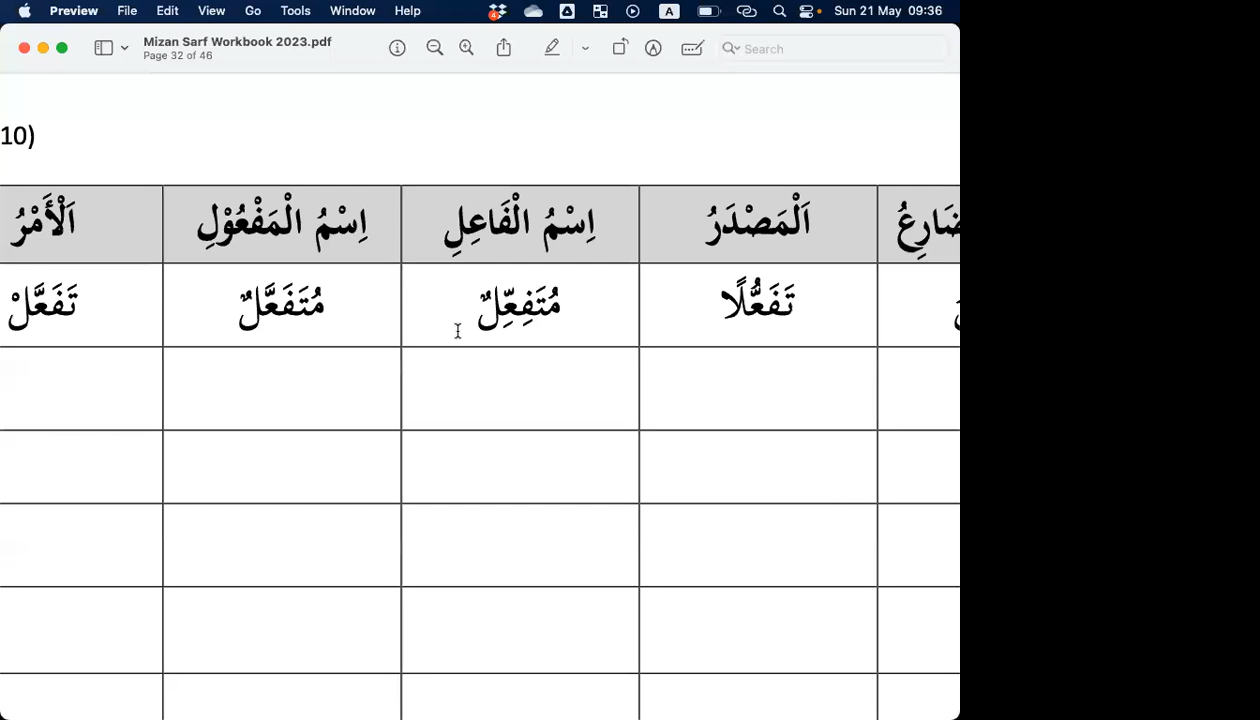 Preview File Edit View Go Tools Window Help 4 A Sun 21 May 09:36
Mizan Sarf Workbook 2023.pdf
Page 32 of 46
Search
10)
اَلْمَصْدَرُ اِسْمُ الْفَاعِلِ اِسْمُ الْمَفْعُوْلِ اَلْأَمْرُ
تَفَعُّلًا مُتَفِعِّلٌ مُتَفَعَّلٌ تَفَعَّلْ